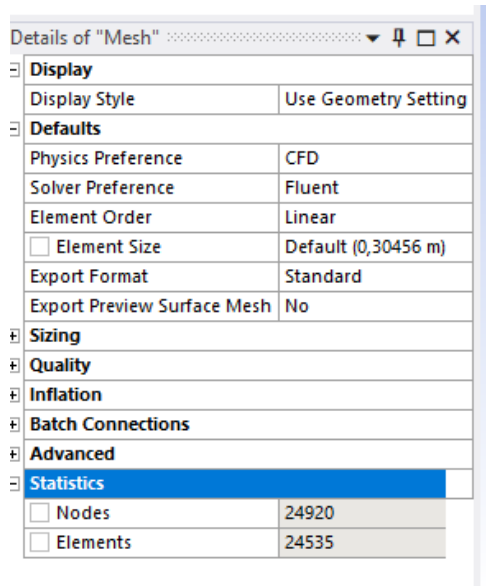 Details of "Mesh"
Display
Display Style Use Geometry Setting
Defaults
Physics Preference CFD
Solver Preference Fluent
Element Order Linear
Element Size Default (0,30456 m)
Export Format Standard
Export Preview Surface Mesh No
Sizing
Quality
Inflation
Batch Connections
Advanced
Statistics
Nodes 24920
Elements 24535